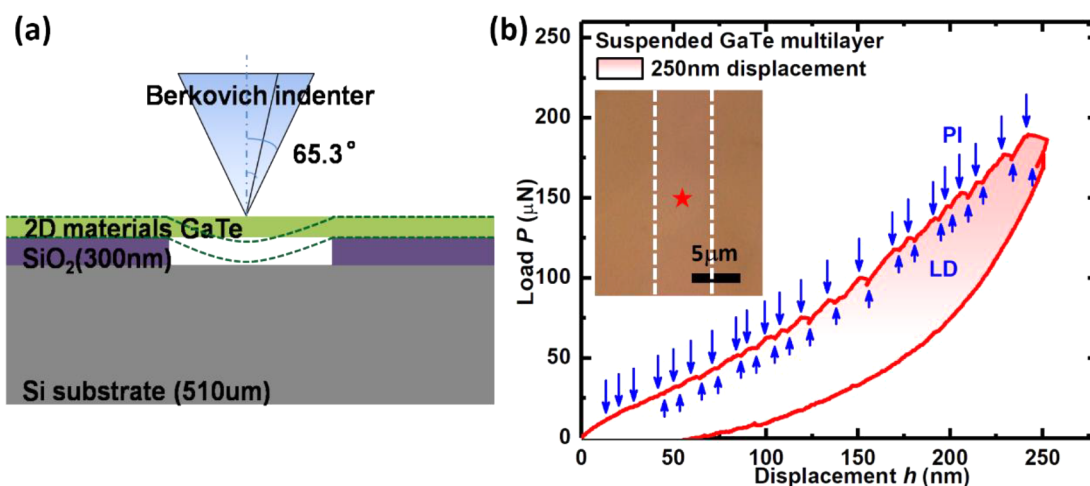 (a)
Berkovich indenter
65.3°
2D materials GaTe
SiO2(300nm)
Si substrate (510um)
(b)
Suspended GaTe multilayer
250nm displacement
5μm
PI
LD
Load P (μN)
250
200
150
100
50
0
0 50 100 150 200 250
Displacement h (nm)